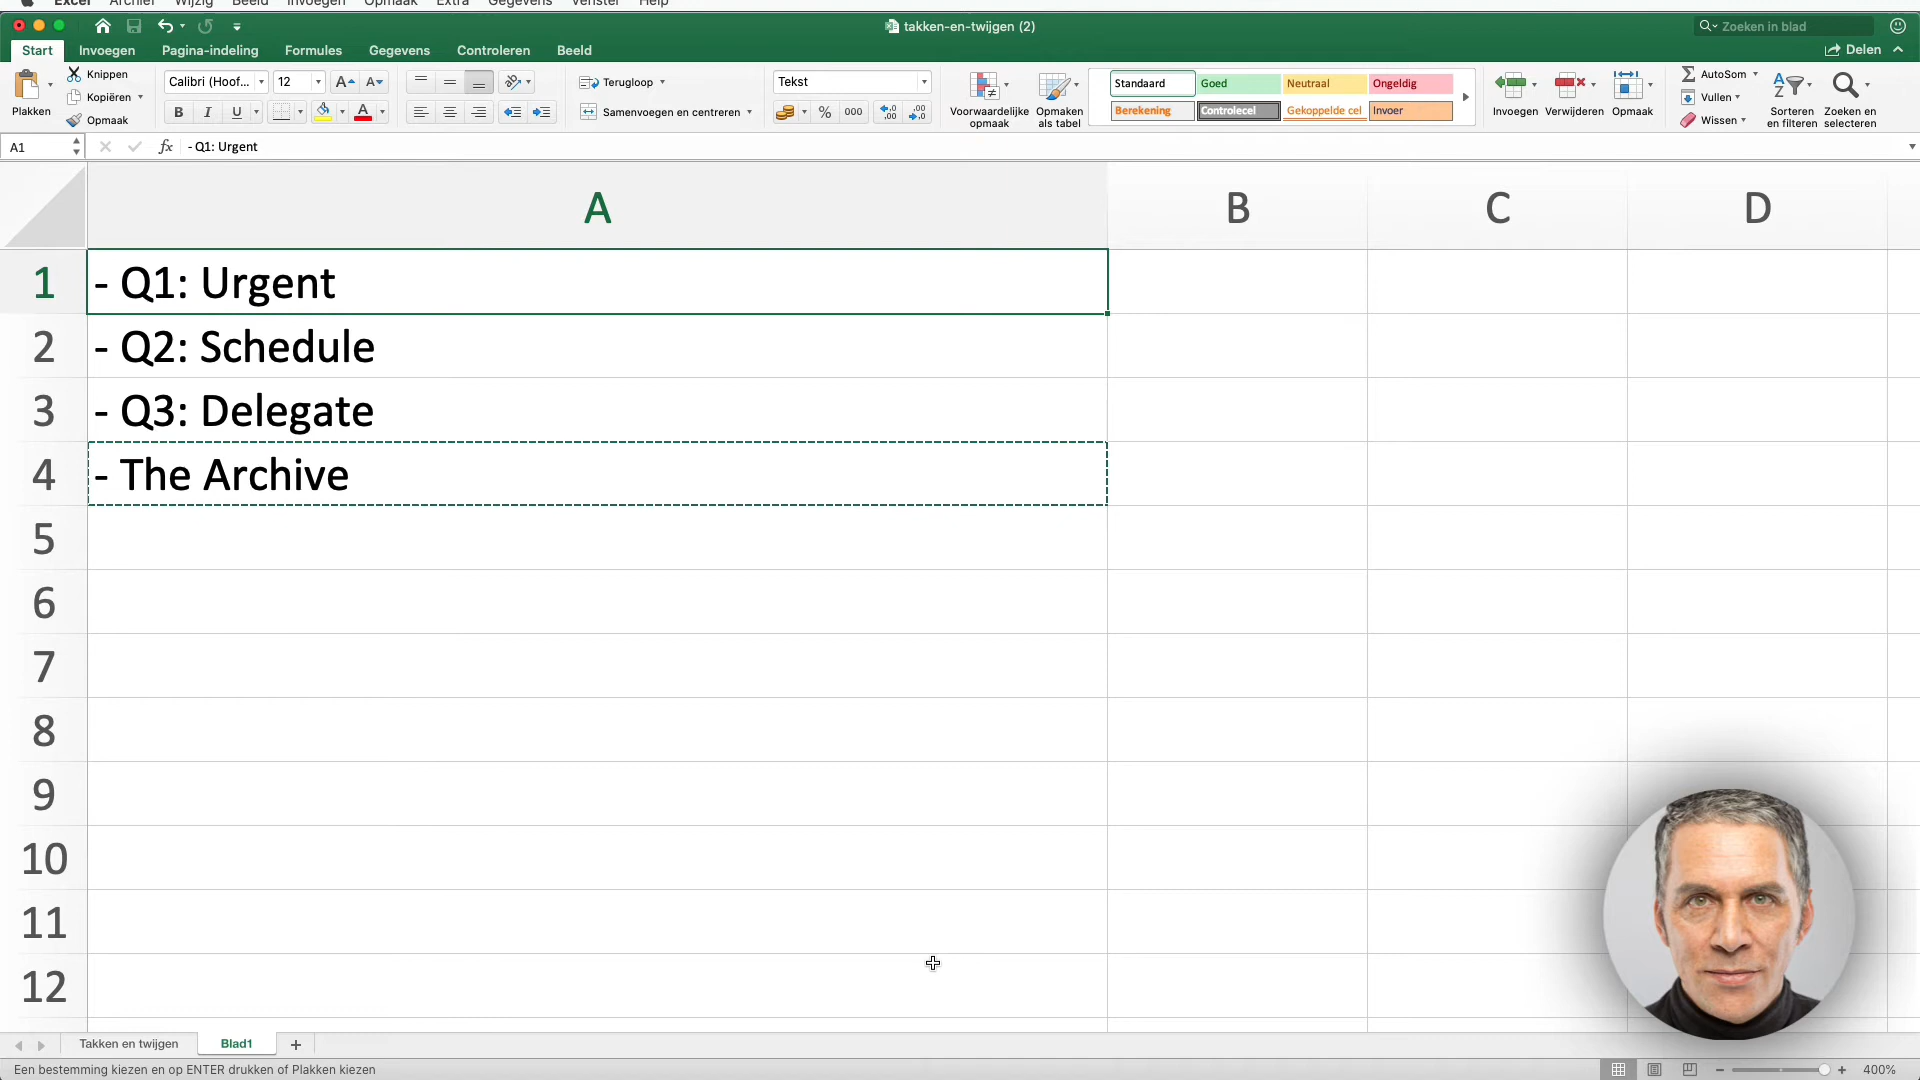 Excel Archief Wijzig Beeld Invoegen Opmaak Extra Gegevens Venster Help
takken-en-twijgen (2)
Zoeken in blad
Start Invoegen Pagina-indeling Formules Gegevens Controleren Beeld
Delen
Plakken
Knippen
Kopiëren
Opmaak
Calibri (Hoof... 12
B I U A
Terugloop
Samenvoegen en centreren
Tekst
% 000
Voorwaardelijke opmaak
Opmaken als tabel
Standaard Goed Neutraal Ongeldig
Berekening Controlecel Gekoppelde cel Invoer
Invoegen Verwijderen Opmaak
AutoSom
Vullen
Wissen
Sorteren en filteren
Zoeken en selecteren
A1 fx - Q1: Urgent
A B C D
1 - Q1: Urgent
2 - Q2: Schedule
3 - Q3: Delegate
4 - The Archive
5
6
7
8
9
10
11
12
Takken en twijgen Blad1
Een bestemming kiezen en op ENTER drukken of Plakken kiezen
400%